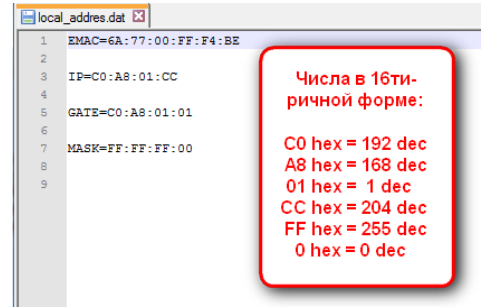 local_addres.dat
1 EMAC=6A:77:00:FF:F4:BE
2
3 IP=C0:A8:01:CC
4
5 GATE=C0:A8:01:01
6
7 MASK=FF:FF:FF:00
8
9
Числа в 16ти-
ричной форме:
C0 hex = 192 dec
A8 hex = 168 dec
01 hex = 1 dec
CC hex = 204 dec
FF hex = 255 dec
0 hex = 0 dec